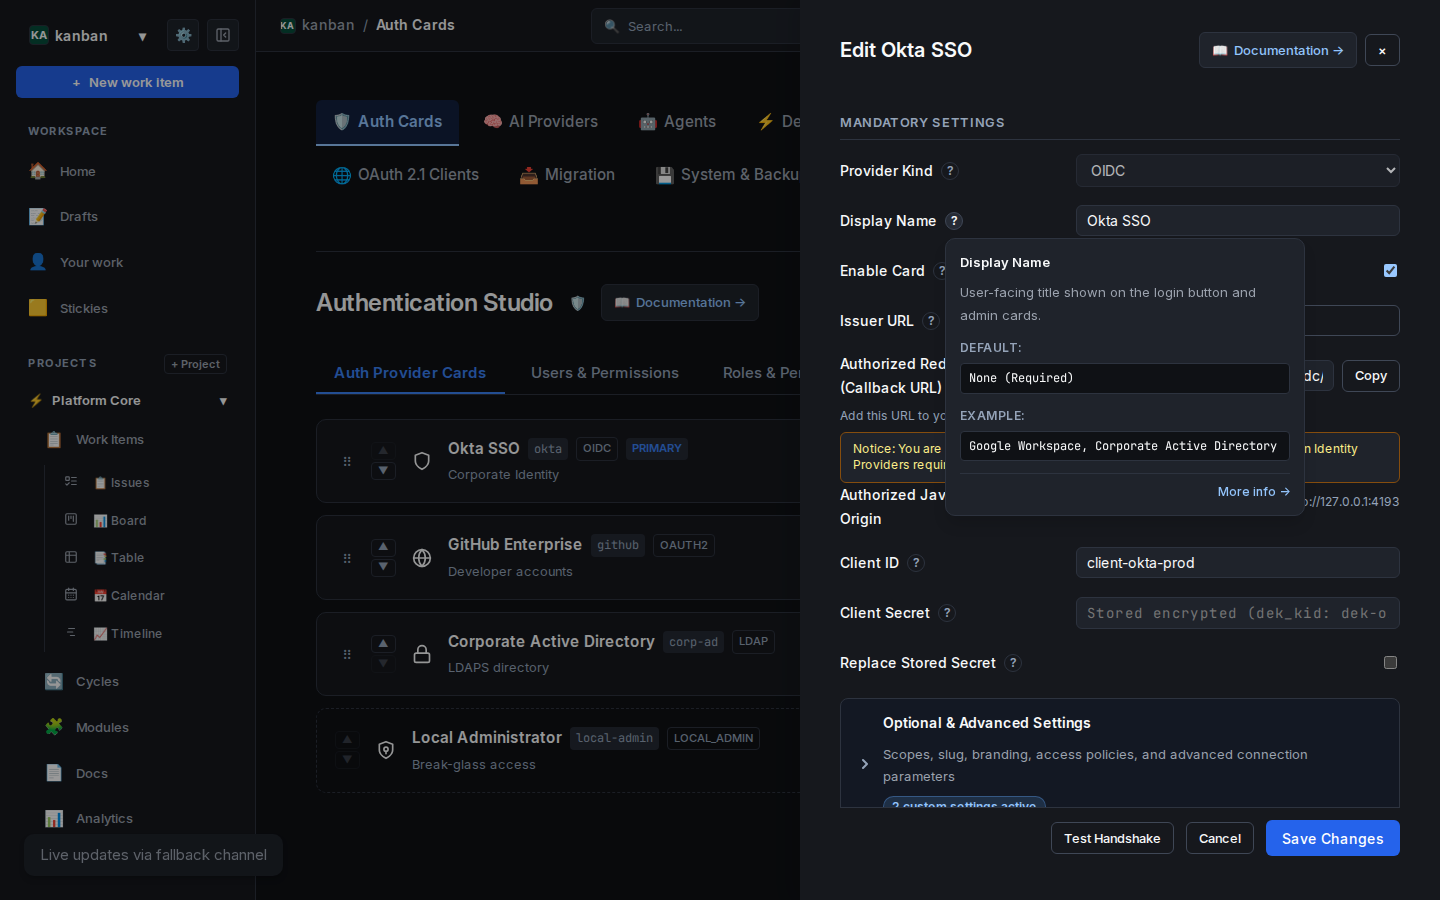 KA kanban
+ New work item
WORKSPACE
Home
Drafts
Your work
Stickies
PROJECTS
+ Project
Platform Core
Work Items
Issues
Board
Table
Calendar
Timeline
Cycles
Modules
Docs
Analytics
Live updates via fallback channel
KA kanban / Auth Cards
Search...
Auth Cards
AI Providers
Agents
OAuth 2.1 Clients
Migration
System &
Authentication Studio
Documentation →
Auth Provider Cards
Users & Permissions
Roles &
Okta SSO okta OIDC PRIMARY
Corporate Identity
GitHub Enterprise github OAUTH2
Developer accounts
Corporate Active Directory corp-ad LDAP
LDAPS directory
Local Administrator local-admin LOCAL_ADMIN
Break-glass access
Edit Okta SSO
Documentation →
×
MANDATORY SETTINGS
Provider Kind ?
OIDC
Display Name ?
Okta SSO
Enable Card ?
Issuer URL ?
Authorized Red
(Callback URL)
dc/
Copy
Add this URL to yo
Notice: You are
n Identity
Providers requir
Authorized Jav
Origin
p://127.0.0.1:4193
Display Name
User-facing title shown on the login button and
admin cards.
DEFAULT:
None (Required)
EXAMPLE:
Google Workspace, Corporate Active Directory
More info →
Client ID ?
client-okta-prod
Client Secret ?
Stored encrypted (dek_kid: dek-o
Replace Stored Secret ?
Optional & Advanced Settings
Scopes, slug, branding, access policies, and advanced connection
parameters
2 custom settings active
Test Handshake
Cancel
Save Changes